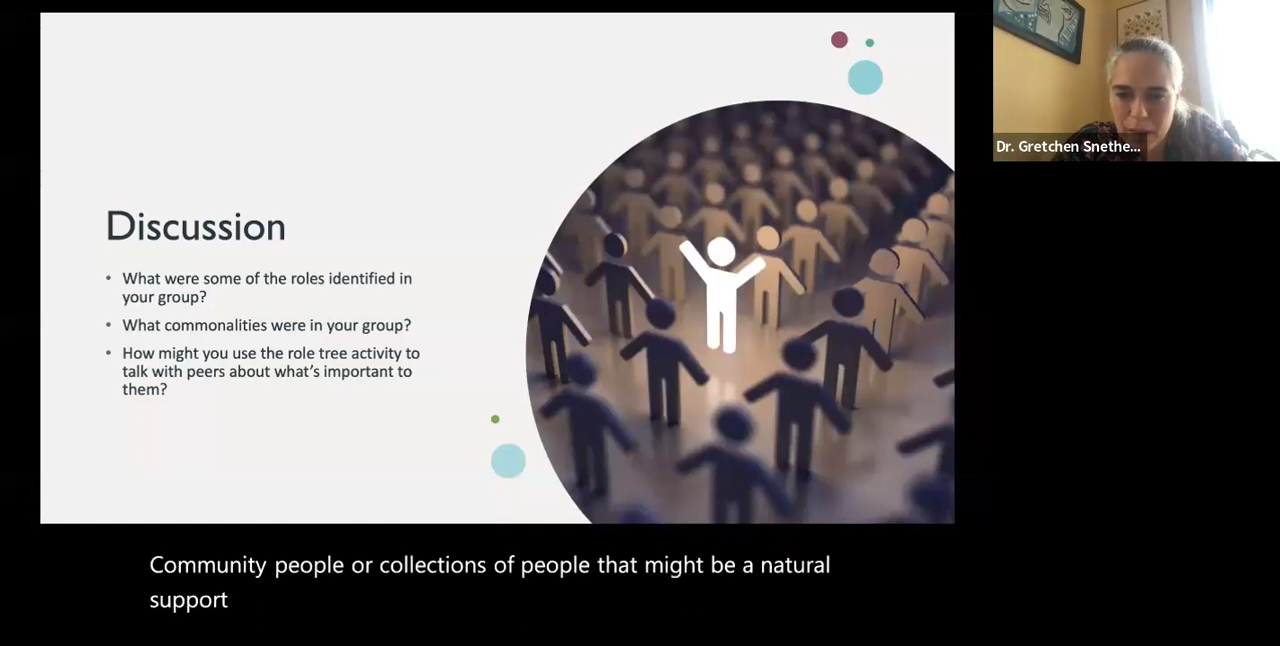 Discussion
• What were some of the roles identified in
your group?
• What commonalities were in your group?
• How might you use the role tree activity to
talk with peers about what's important to
them?
Dr. Gretchen Snethe...
Community people or collections of people that might be a natural
support